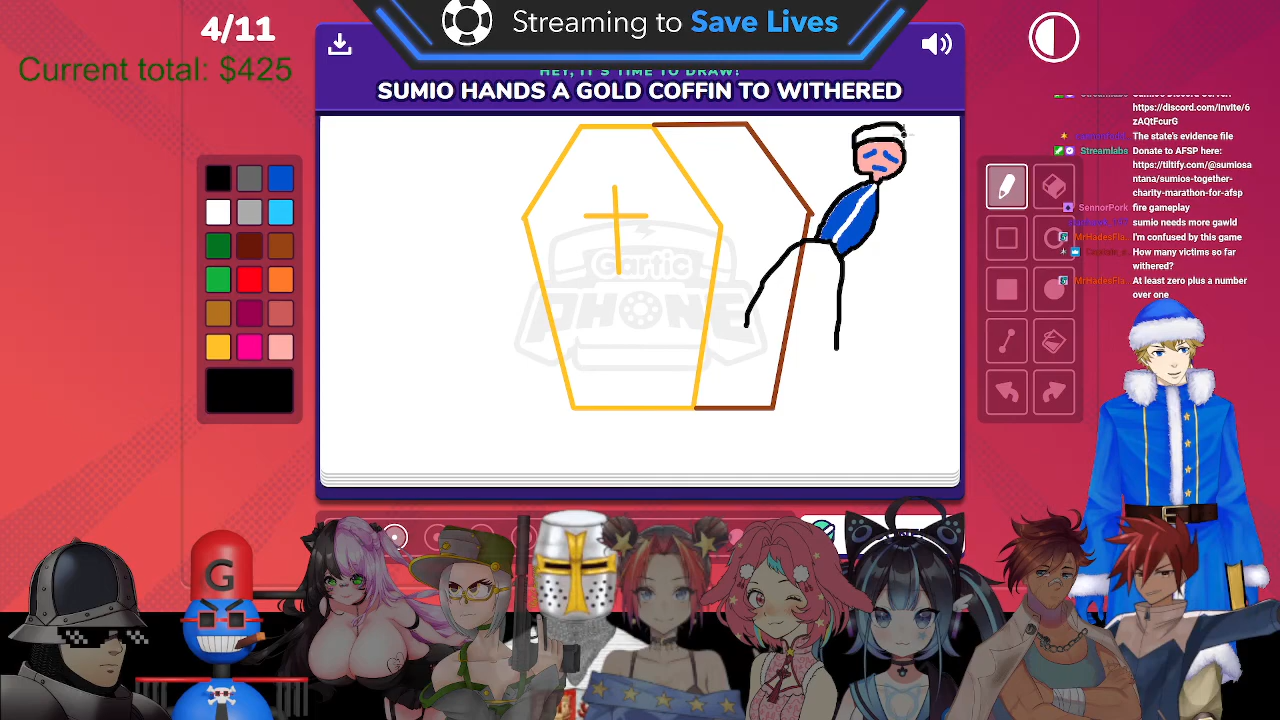 4/11
Current total: $425
Streaming to Save Lives
HEY, IT'S TIME TO DRAW!
SUMIO HANDS A GOLD COFFIN TO WITHERED
Gartic
PHONE
https://discord.com/invite/6
zAQtFcurG
The state's evidence file
Streamlabs Donate to AFSP here:
https://tiltify.com/@sumiosa
ntana/sumios-together-
charity-marathon-for-afsp
SennorPork fire gameplay
sumio needs more gawld
MrHadesFla... I'm confused by this game
How many victims so far
withered?
MrHadesFla... At least zero plus a number
over one
G